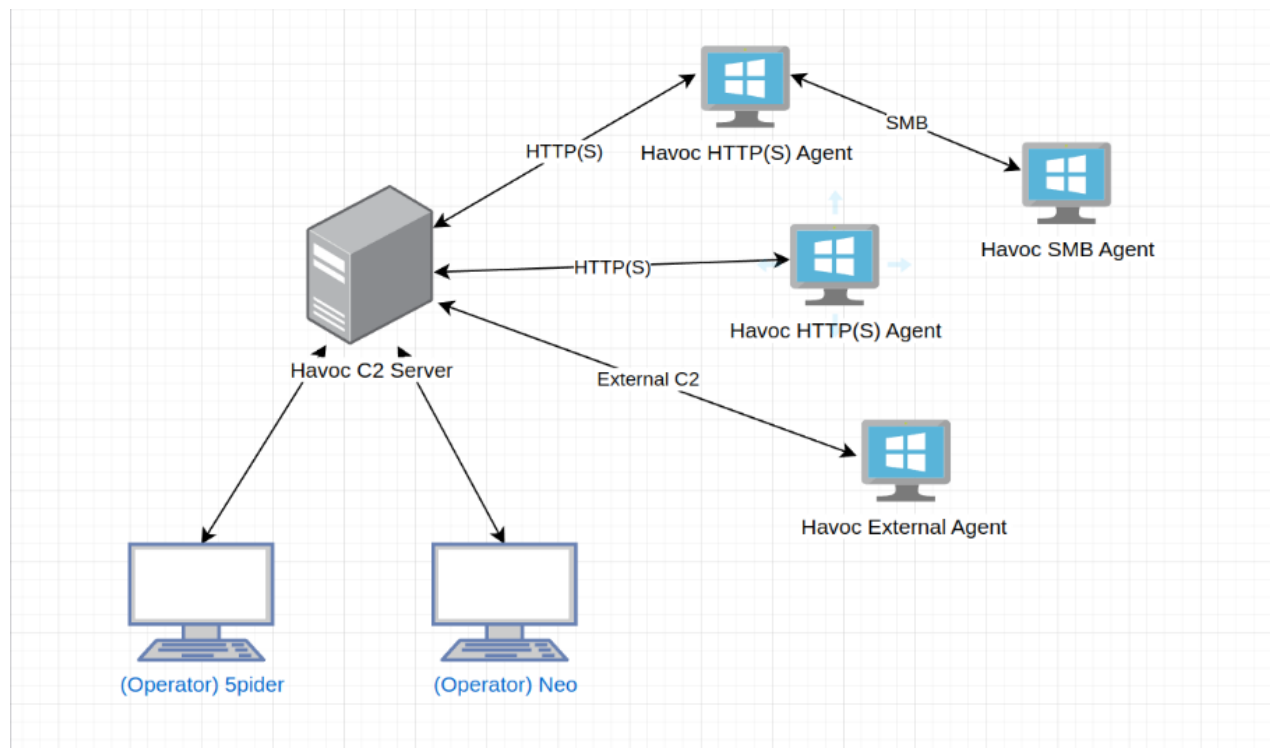 HTTP(S)
Havoc HTTP(S) Agent
SMB
Havoc SMB Agent
HTTP(S)
Havoc HTTP(S) Agent
Havoc C2 Server
External C2
Havoc External Agent
(Operator) 5pider
(Operator) Neo